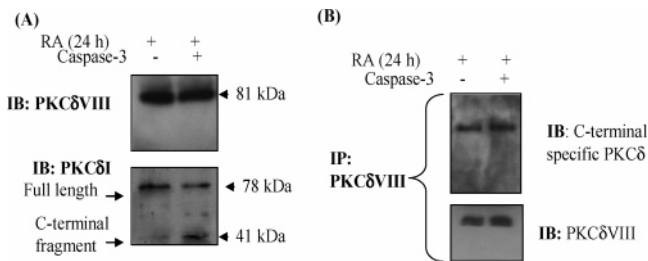 (A)
RA (24 h) + +
Caspase-3 - +
IB: PKCδVIII
81 kDa
IB: PKCδI
Full length
78 kDa
C-terminal
fragment
41 kDa
(B)
RA (24 h) + +
Caspase-3 - +
IP:
PKCδVIII
IB: C-terminal
specific PKCδ
IB: PKCδVIII